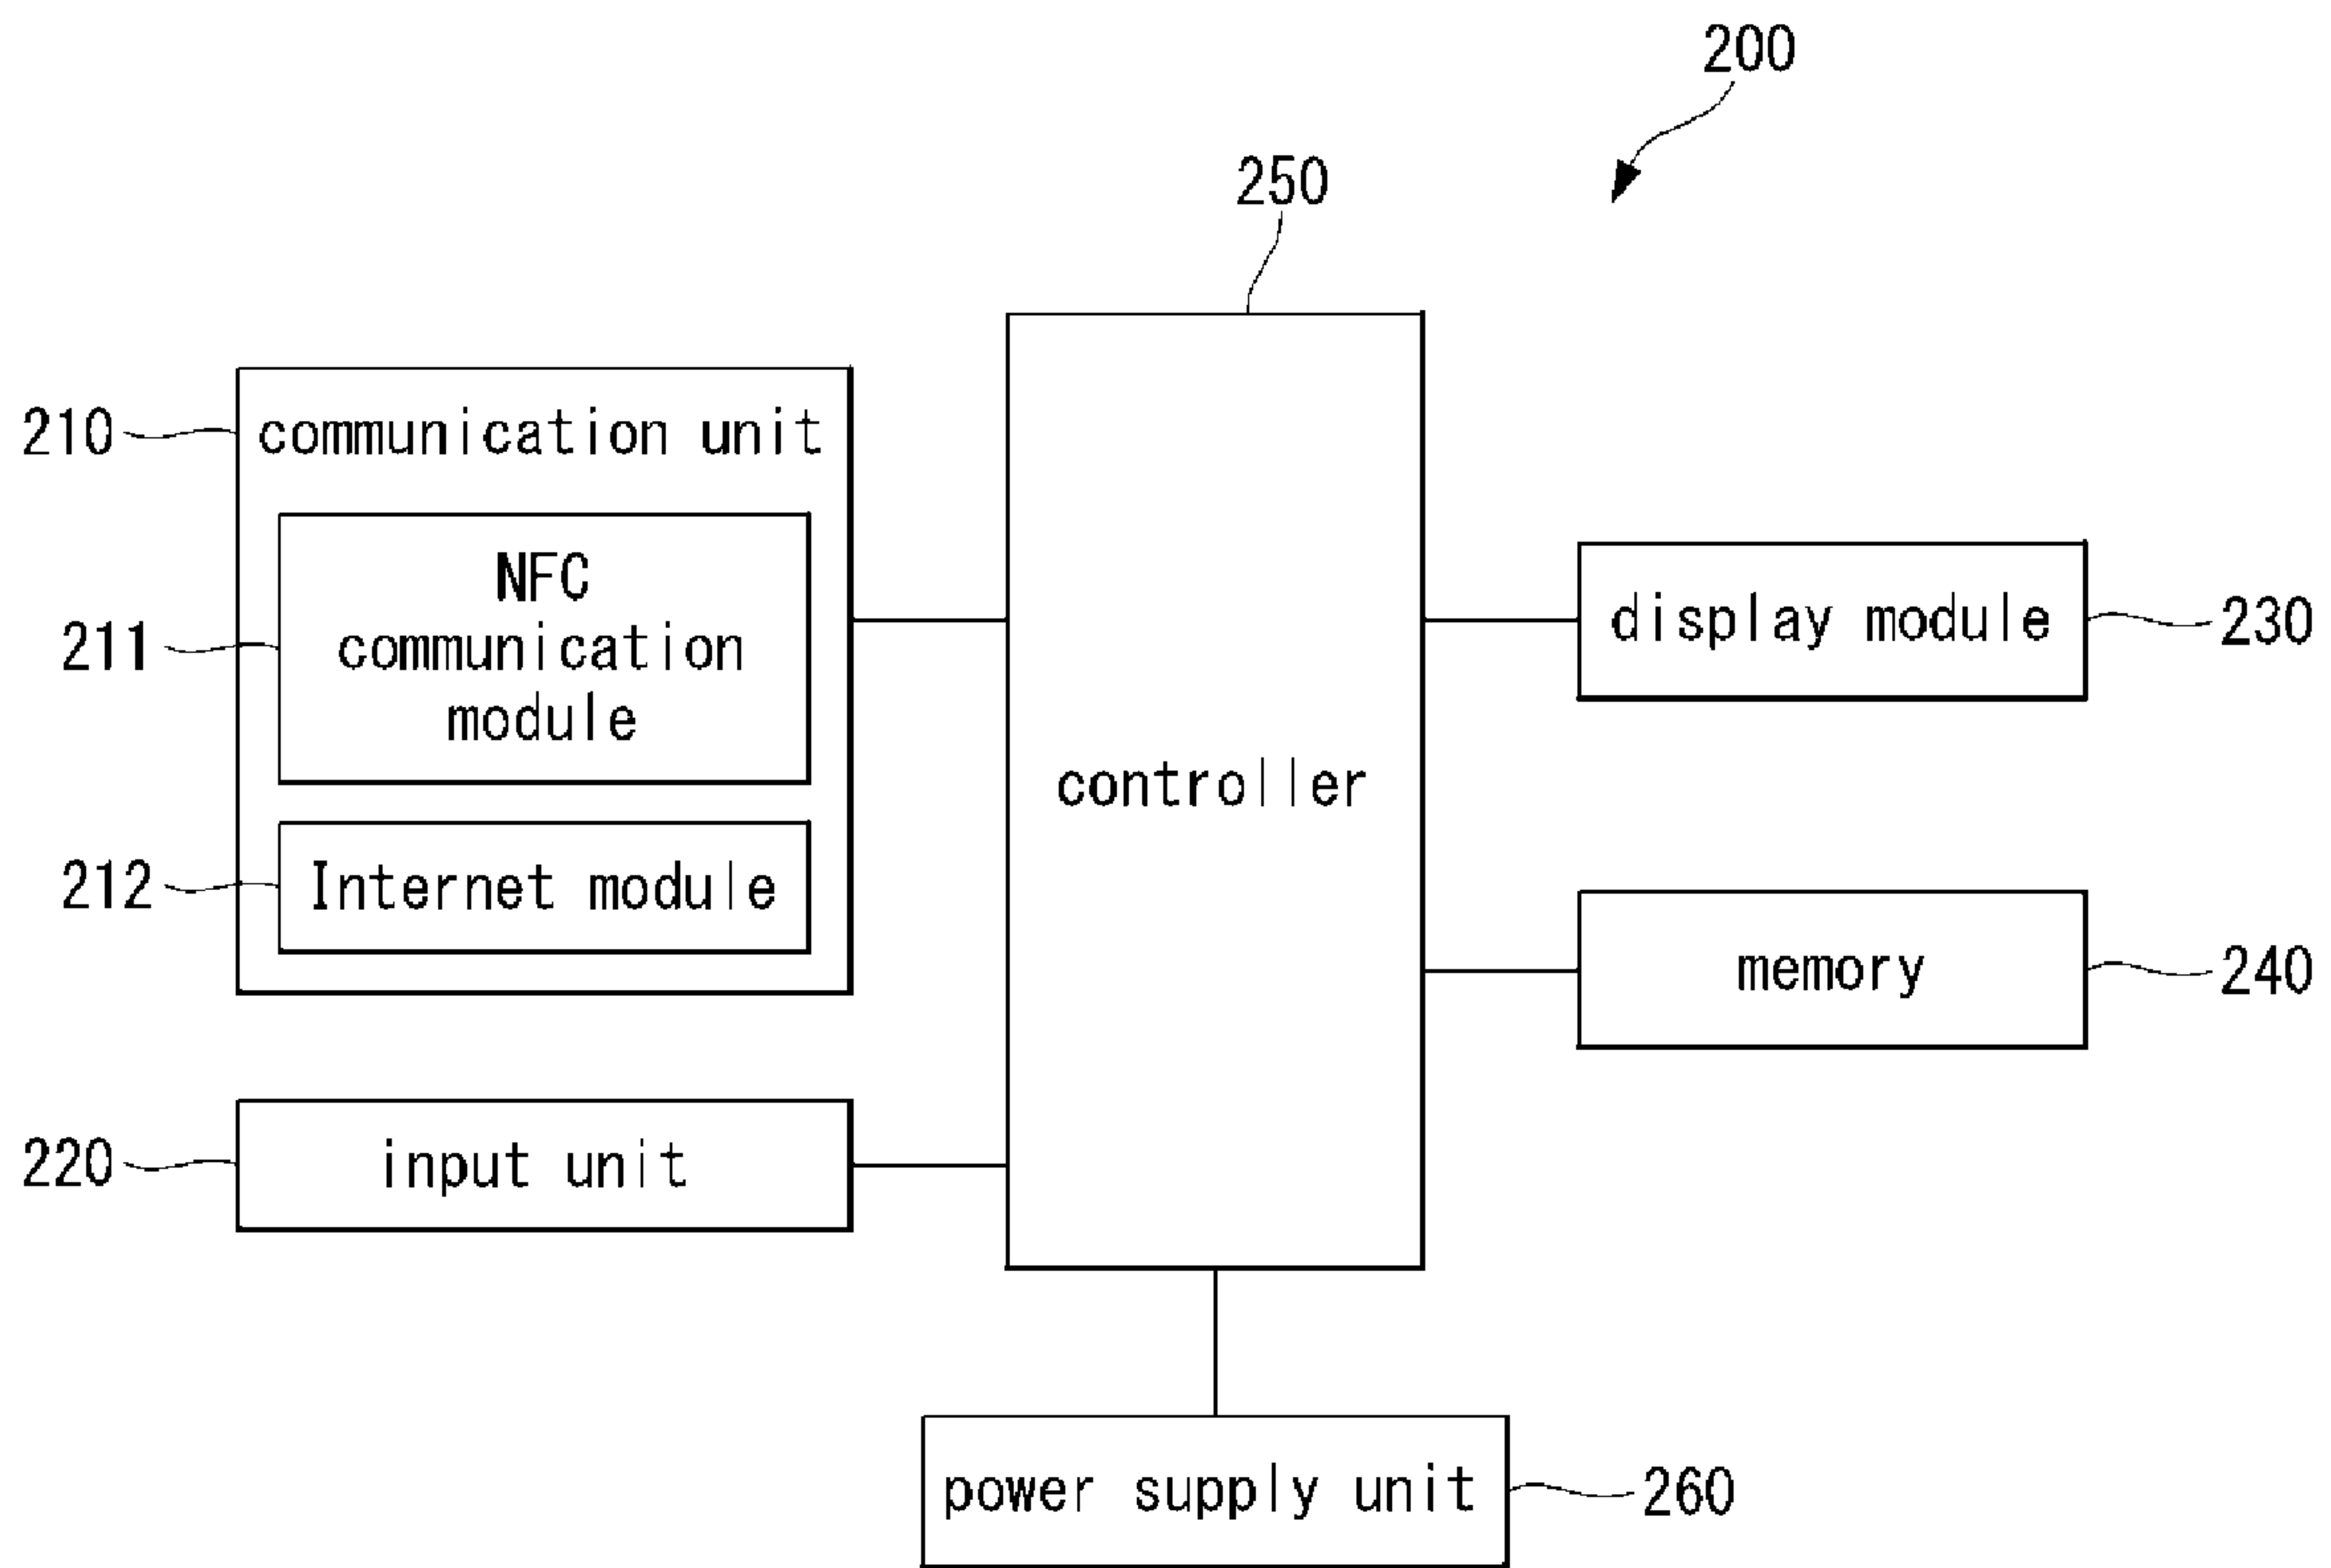 200
250
210 communication unit
211 NFC
communication
module
212 Internet module
220 input unit
controller
display module 230
memory 240
power supply unit 260